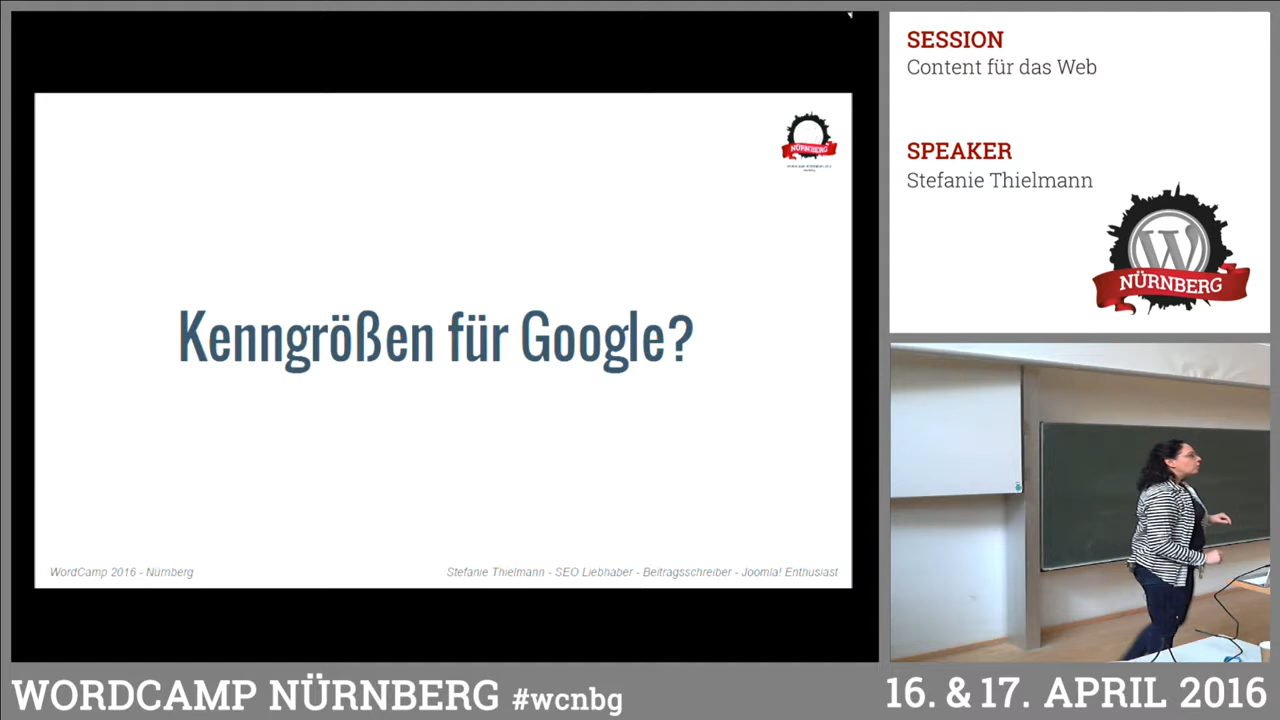 SESSION
Content für das Web
SPEAKER
Stefanie Thielmann
NÜRNBERG
NÜRNBERG
Kenngrößen für Google?
WordCamp 2016 - Nürnberg
Stefanie Thielmann - SEO Liebhaber - Beitragsschreiber - Joomla! Enthusiast
WORDCAMP NÜRNBERG #wcnbg
16. & 17. APRIL 2016